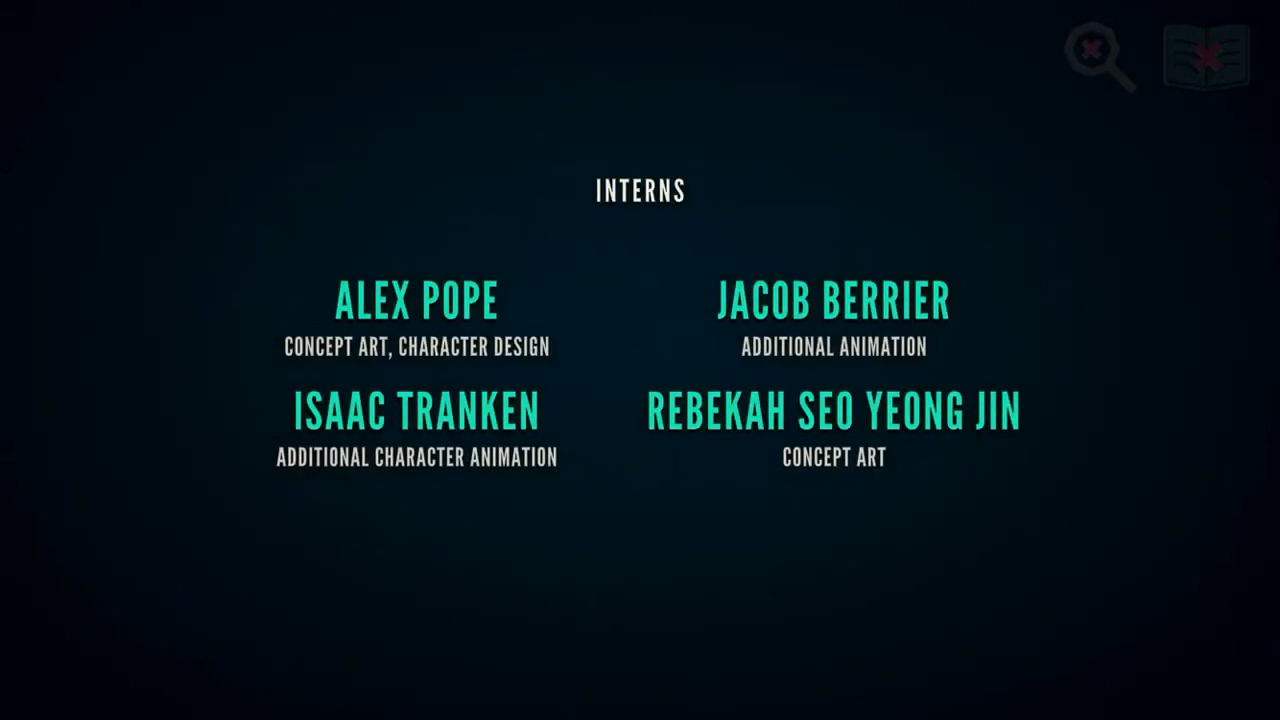 INTERNS
ALEX POPE
CONCEPT ART, CHARACTER DESIGN
JACOB BERRIER
ADDITIONAL ANIMATION
ISAAC TRANKEN
ADDITIONAL CHARACTER ANIMATION
REBEKAH SEO YEONG JIN
CONCEPT ART